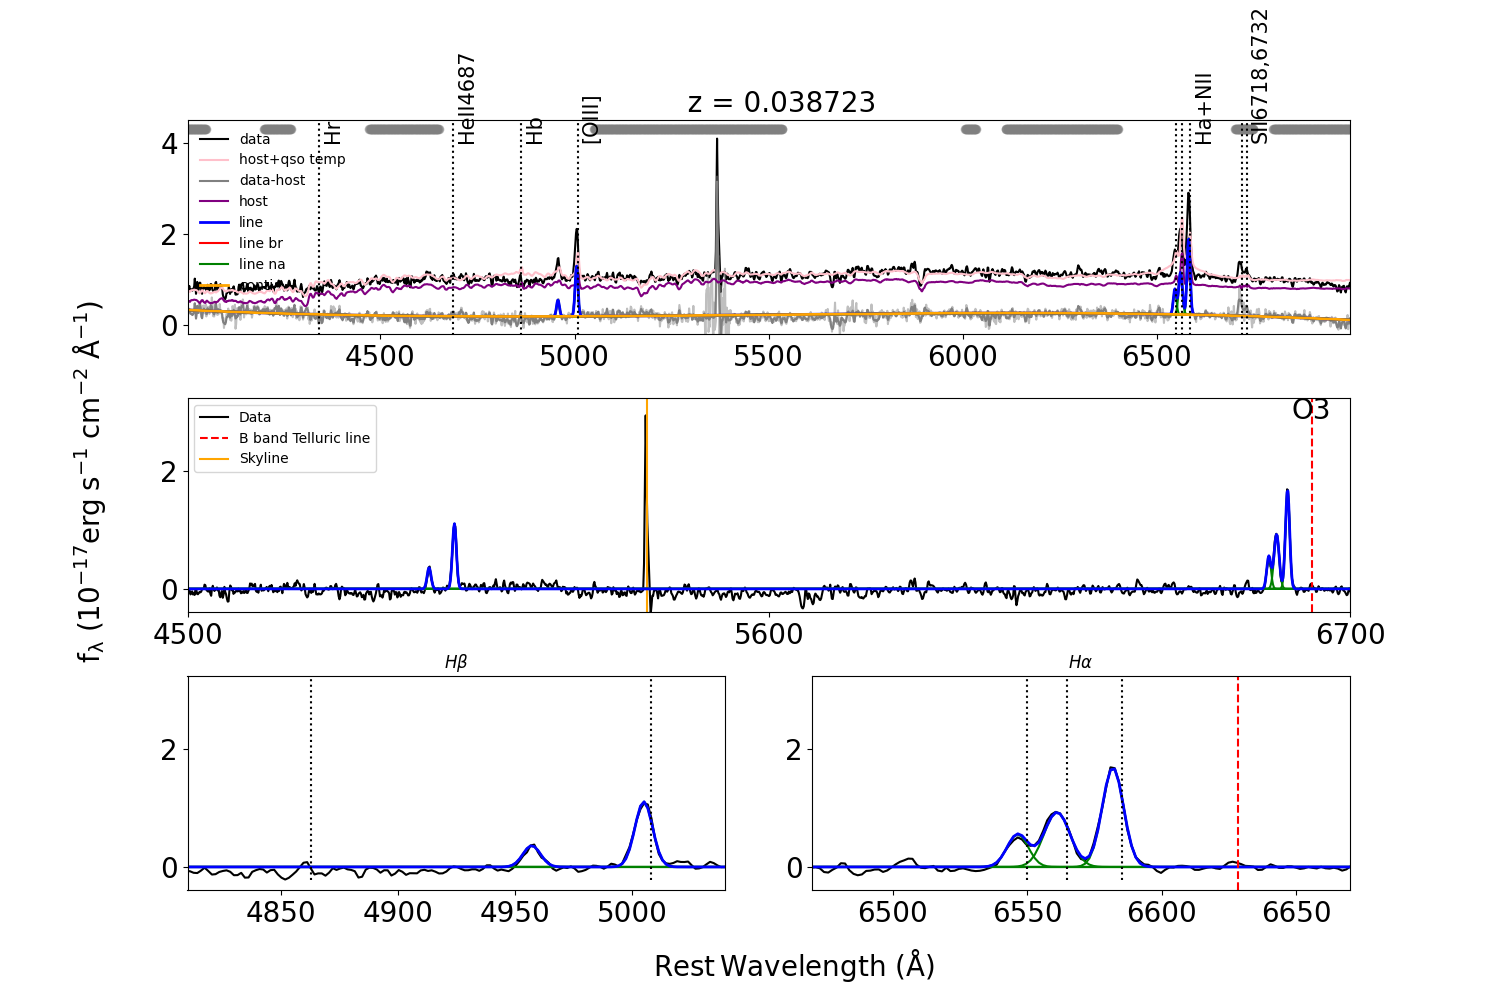 z = 0.038723
Hr
HeII4687
Hb
[OIII]
Ha+NII
SII6718,6732
data
host+qso temp
data-host
host
line
line br
line na
4
2
0
4500 5000 5500 6000 6500
Data
B band Telluric line
Skyline
O3
2
0
4500 5600 6700
fλ (10⁻¹⁷erg s⁻¹ cm⁻² Å⁻¹)
Hβ
Hα
2
0
4850 4900 4950 5000
2
0
6500 6550 6600 6650
Rest Wavelength (Å)